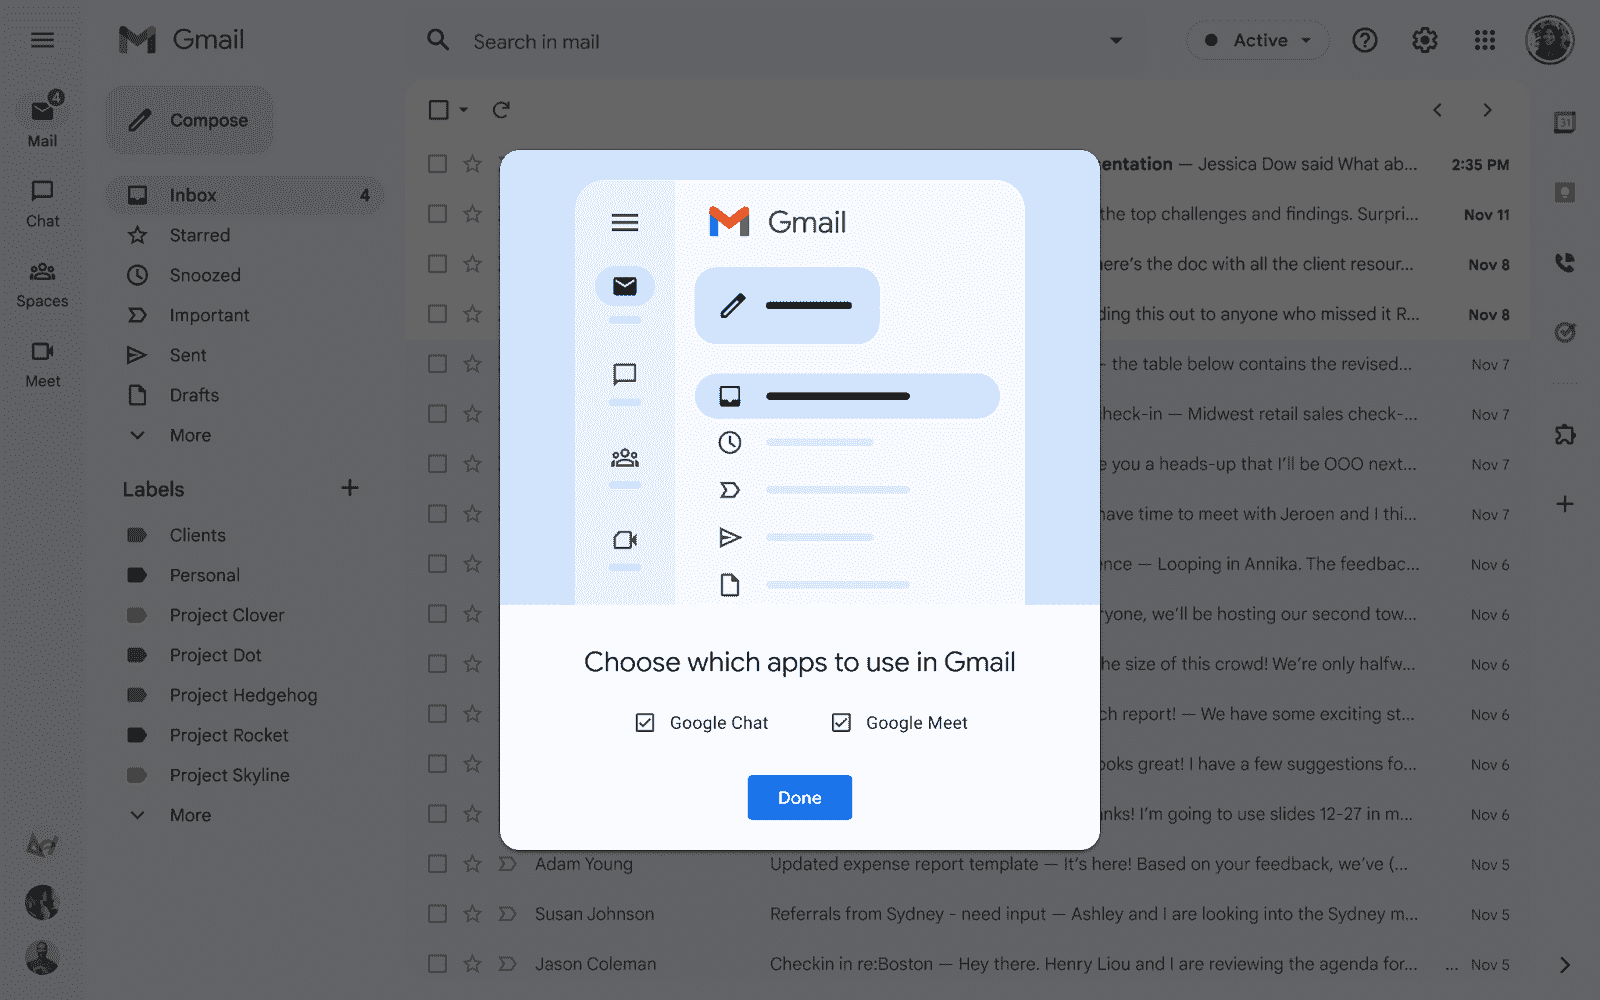 Gmail
Search in mail
Active
4
Mail
Compose
Chat
Inbox 4
Starred
Snoozed
Spaces
Important
Sent
Meet
Drafts
More
Labels
Clients
Personal
Project Clover
Project Dot
Project Hedgehog
Project Rocket
Project Skyline
More
31
— Jessica Dow said What ab... 2:35 PM
the top challenges and findings. Surpri... Nov 11
the doc with all the client resour... Nov 8
this out to anyone who missed it R... Nov 8
- the table below contains the revised... Nov 7
— Midwest retail sales check-... Nov 7
you a heads-up that I'll be OOO next... Nov 7
have time to meet with Jeroen and I thi... Nov 7
— Looping in Annika. The feedbac... Nov 6
we'll be hosting our second tow... Nov 6
the size of this crowd! We're only halfw... Nov 6
report! — We have some exciting st... Nov 6
great! I have a few suggestions fo... Nov 6
I'm going to use slides 12-27 in m... Nov 6
Adam Young Updated expense report template — It's here! Based on your feedback, we've (... Nov 5
Susan Johnson Referrals from Sydney - need input — Ashley and I are looking into the Sydney m... Nov 5
Jason Coleman Checkin in re:Boston — Hey there. Henry Liou and I are reviewing the agenda for... ... Nov 5
Gmail
Choose which apps to use in Gmail
Google Chat Google Meet
Done